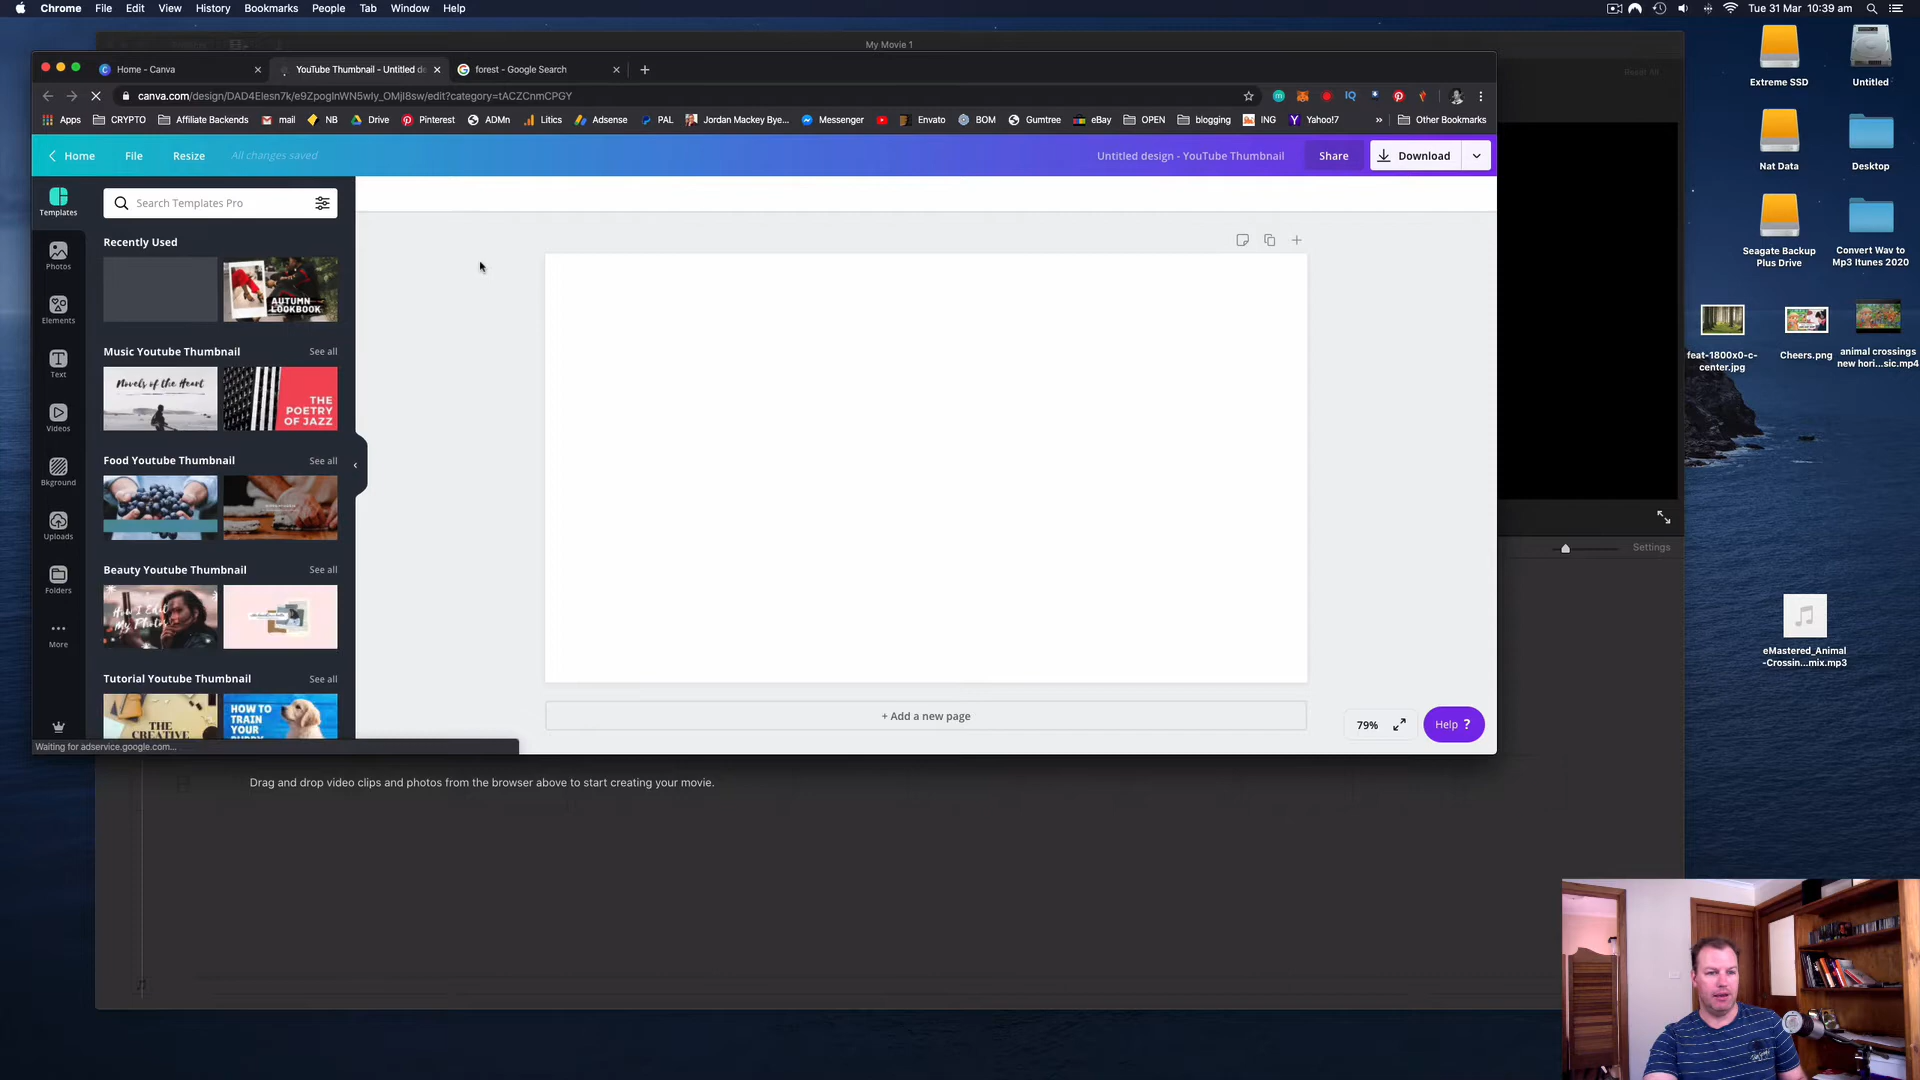 Chrome File Edit View History Bookmarks People Tab Window Help Tue 31 Mar 10:39 am
My Movie 1
Home - Canva YouTube Thumbnail - Untitled de forest - Google Search
canva.com/design/DAD4Elesn7k/e9ZpogInWN5wIy_OMjI8sw/edit?category=tACZCnmCPGY
Apps CRYPTO Affiliate Backends mail NB Drive Pinterest ADMn Litics Adsense PAL Jordan Mackey Bye... Messenger Envato BOM Gumtree eBay OPEN blogging ING Yahoo!7 » Other Bookmarks
Home File Resize All changes saved Untitled design - YouTube Thumbnail Share Download
Templates
Photos
Elements
Text
Videos
Bkground
Uploads
Folders
More
Search Templates Pro
Recently Used
AUTUMN
LOOKBOOK
Music Youtube Thumbnail See all
Novels of the Heart
THE
POETRY
OF JAZZ
Food Youtube Thumbnail See all
Beauty Youtube Thumbnail See all
How I Edit
My Photos
Tutorial Youtube Thumbnail See all
THE
CREATIVE
HOW TO
TRAIN YOUR
PUPPY
+ Add a new page
79%
Help ?
Waiting for adservice.google.com...
Settings
Drag and drop video clips and photos from the browser above to start creating your movie.
Extreme SSD
Untitled
Nat Data
Desktop
Seagate Backup
Plus Drive
Convert Wav to
Mp3 Itunes 2020
feat-1800x0-c-
center.jpg
Cheers.png
animal crossings
new hori...sic.mp4
eMastered_Animal
-Crossin...mix.mp3